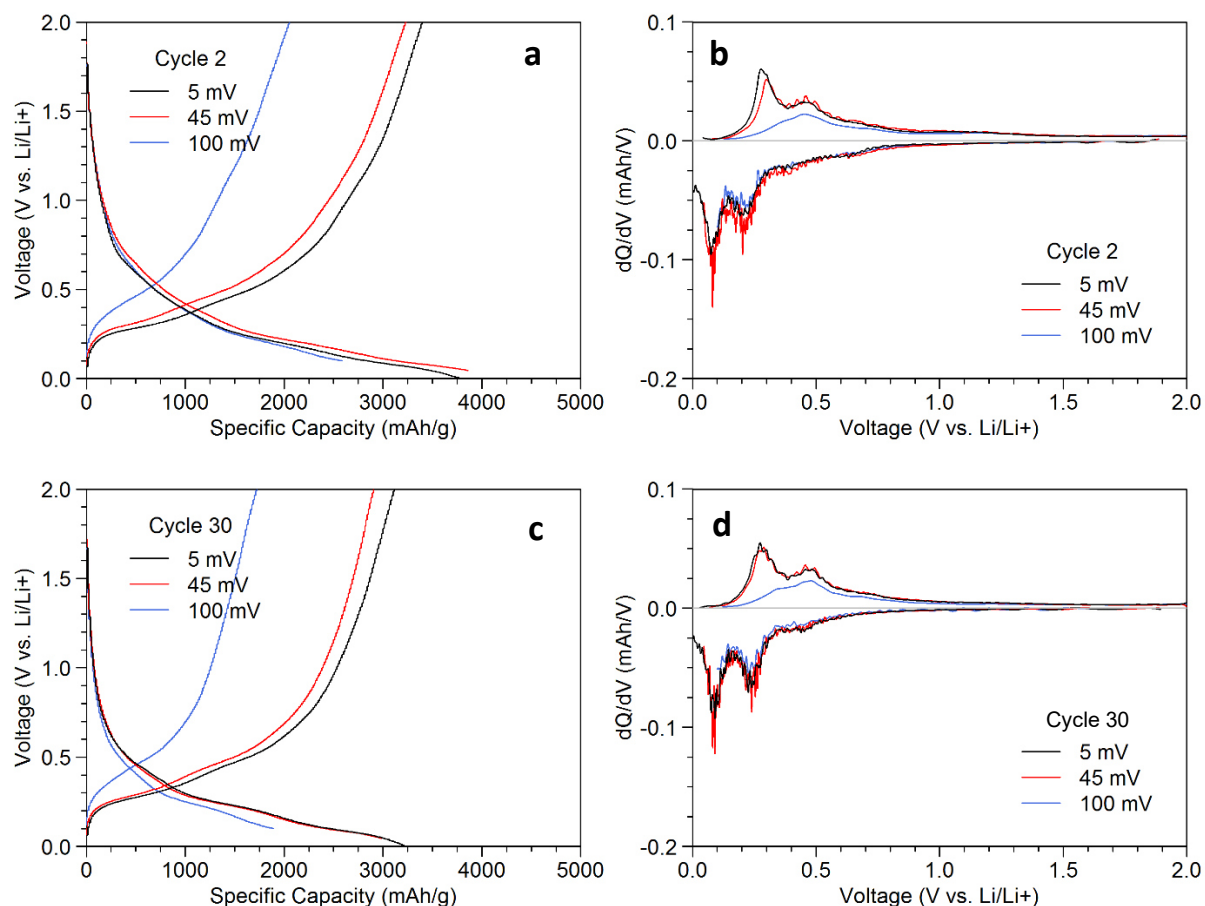 a
Cycle 2
5 mV
45 mV
100 mV
Voltage (V vs. Li/Li+)
2.0
1.5
1.0
0.5
0.0
0 1000 2000 3000 4000 5000
Specific Capacity (mAh/g)
b
dQ/dV (mAh/V)
0.1
0.0
-0.1
-0.2
Cycle 2
5 mV
45 mV
100 mV
0.0 0.5 1.0 1.5 2.0
Voltage (V vs. Li/Li+)
c
Cycle 30
5 mV
45 mV
100 mV
Voltage (V vs. Li/Li+)
2.0
1.5
1.0
0.5
0.0
0 1000 2000 3000 4000 5000
Specific Capacity (mAh/g)
d
dQ/dV (mAh/V)
0.1
0.0
-0.1
-0.2
Cycle 30
5 mV
45 mV
100 mV
0.0 0.5 1.0 1.5 2.0
Voltage (V vs. Li/Li+)